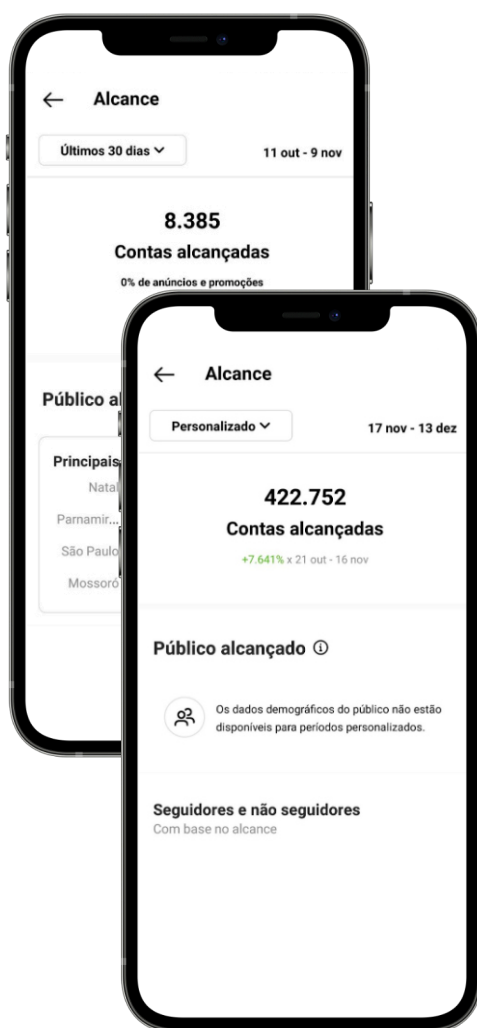 Alcance
Últimos 30 dias
11 out - 9 nov
8.385
Contas alcançadas
0% de anúncios e promoções
Público al
Principais
Natal
Parnamir...
São Paulo
Mossoró
Alcance
Personalizado
17 nov - 13 dez
422.752
Contas alcançadas
+7.641% x 21 out - 16 nov
Público alcançado
Os dados demográficos do público não estão
disponíveis para períodos personalizados.
Seguidores e não seguidores
Com base no alcance